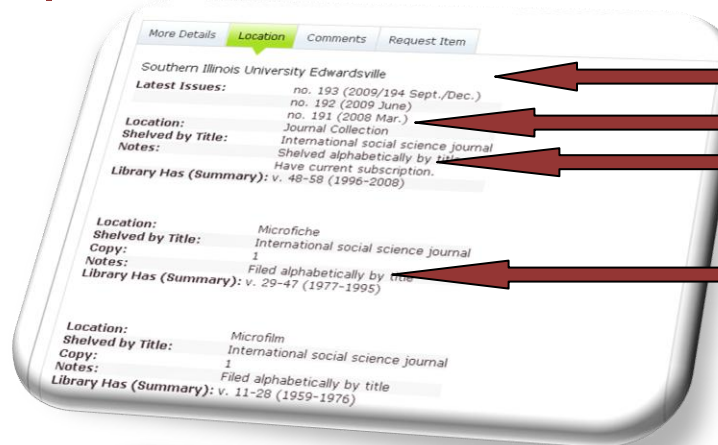 More Details Location Comments Request Item
Southern Illinois University Edwardsville
Latest Issues: no. 193 (2009/194 Sept./Dec.)
no. 192 (2009 June)
no. 191 (2008 Mar.)
Location: Journal Collection
Shelved by Title: International social science journal
Notes: Shelved alphabetically by title
Have current subscription.
Library Has (Summary): v. 48-58 (1996-2008)
Location: Microfiche
Shelved by Title: International social science journal
Copy: 1
Notes: Filed alphabetically by title
Library Has (Summary): v. 29-47 (1977-1995)
Location: Microfilm
Shelved by Title: International social science journal
Copy: 1
Notes: Filed alphabetically by title
Library Has (Summary): v. 11-28 (1959-1976)